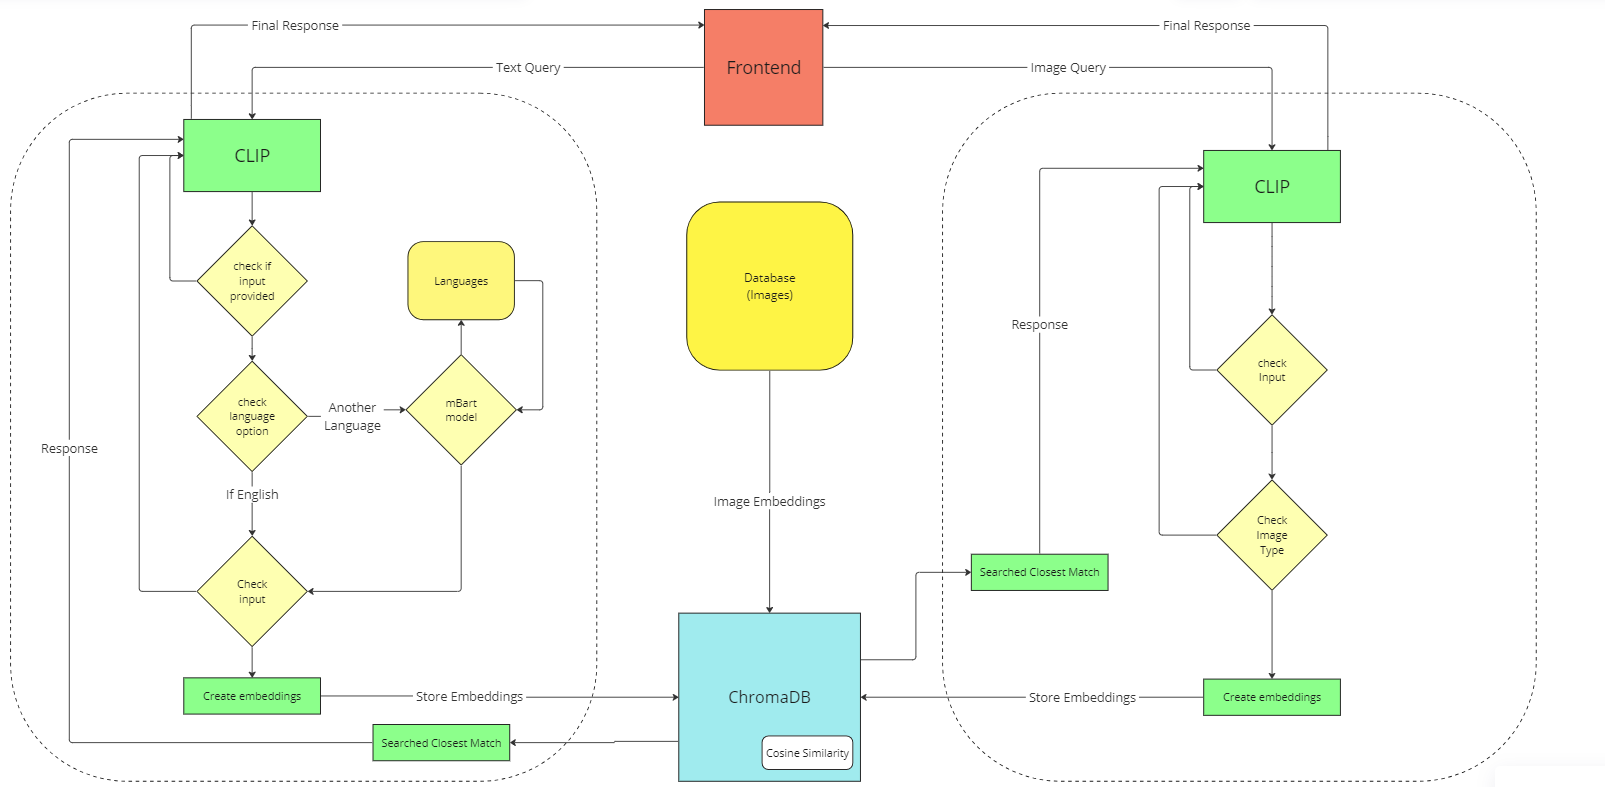 Final Response
Final Response
Frontend
Text Query
Image Query
CLIP
CLIP
check if
input
provided
Languages
Database
(Images)
Response
check
Input
check
language
option
Another
Language
mBart
model
Response
If English
Image Embeddings
Check
Image
Type
Check
input
Searched Closest Match
Create embeddings
Store Embeddings
ChromaDB
Store Embeddings
Create embeddings
Searched Closest Match
Cosine Similarity